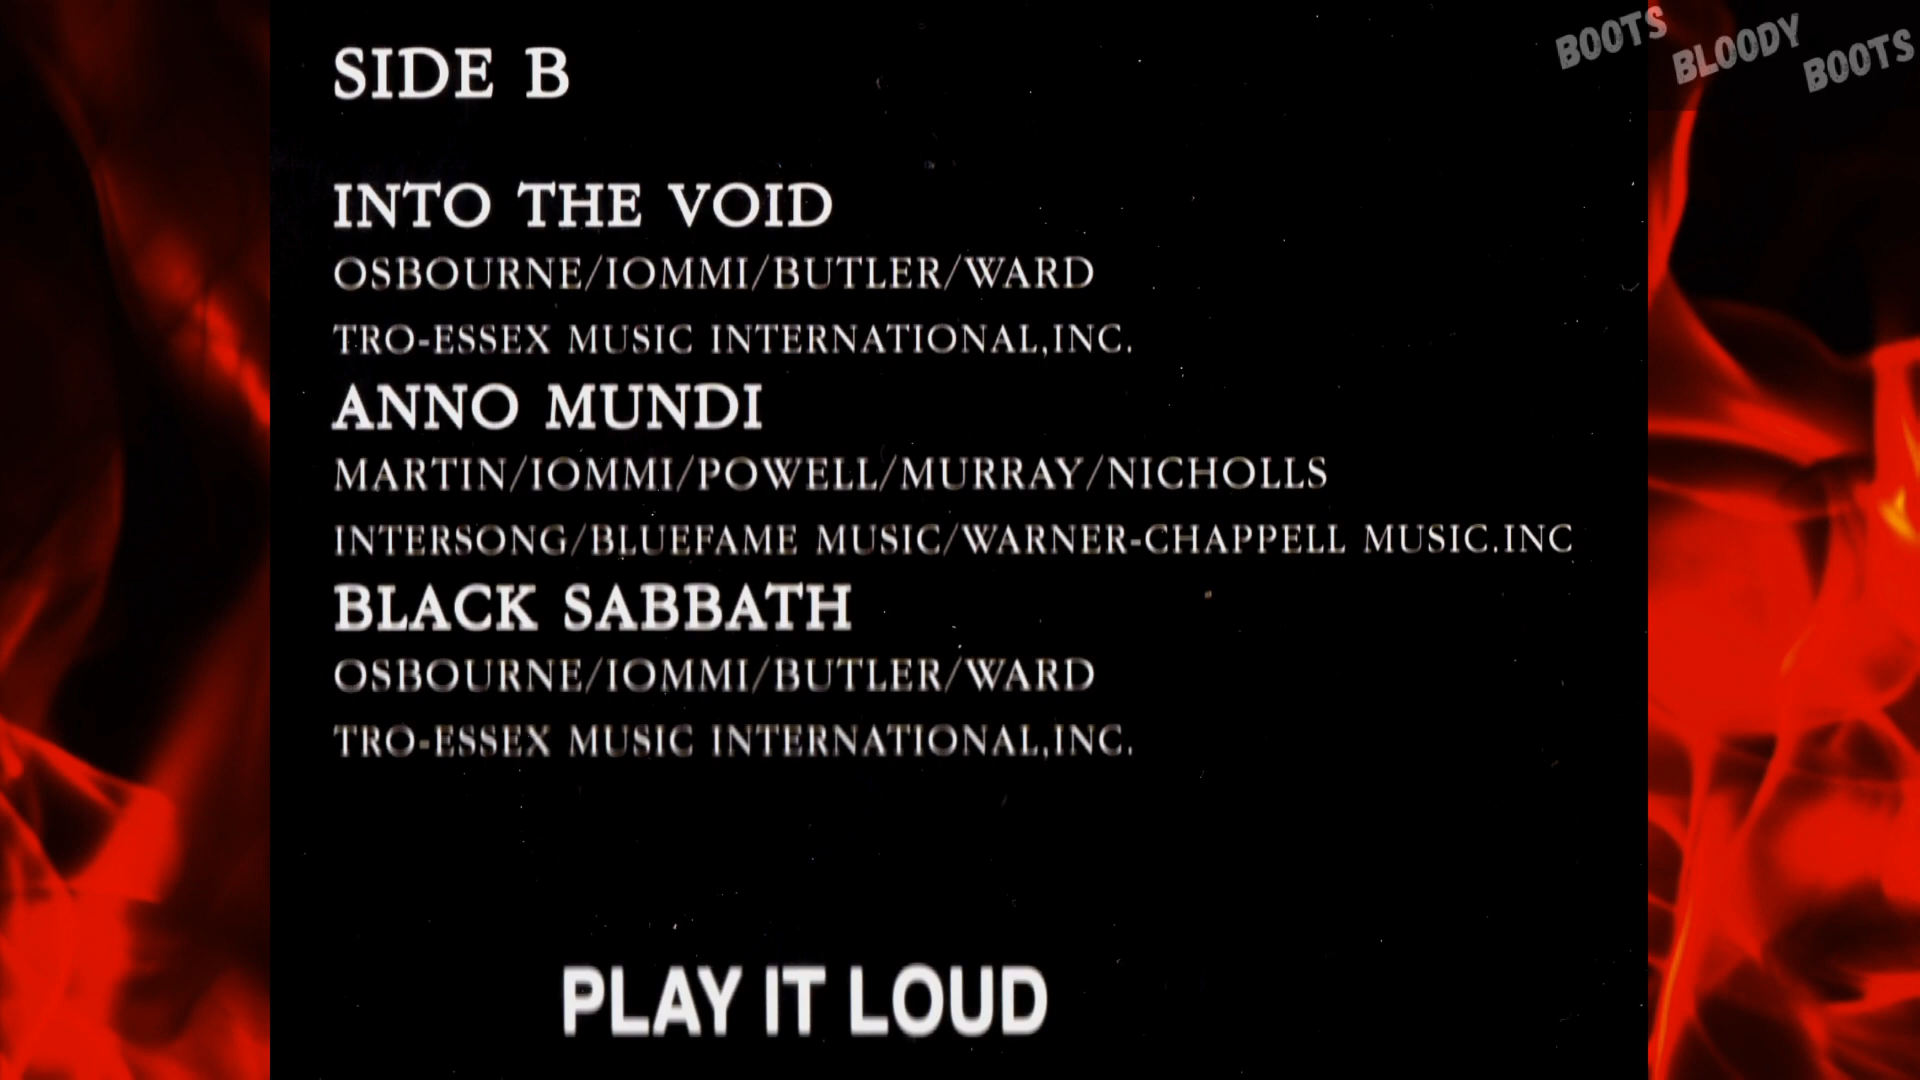 BOOTS BLOODY BOOTS
SIDE B
INTO THE VOID
OSBOURNE/IOMMI/BUTLER/WARD
TRO-ESSEX MUSIC INTERNATIONAL,INC.
ANNO MUNDI
MARTIN/IOMMI/POWELL/MURRAY/NICHOLLS
INTERSONG/BLUEFAME MUSIC/WARNER-CHAPPELL MUSIC.INC
BLACK SABBATH
OSBOURNE/IOMMI/BUTLER/WARD
TRO-ESSEX MUSIC INTERNATIONAL,INC.
PLAY IT LOUD